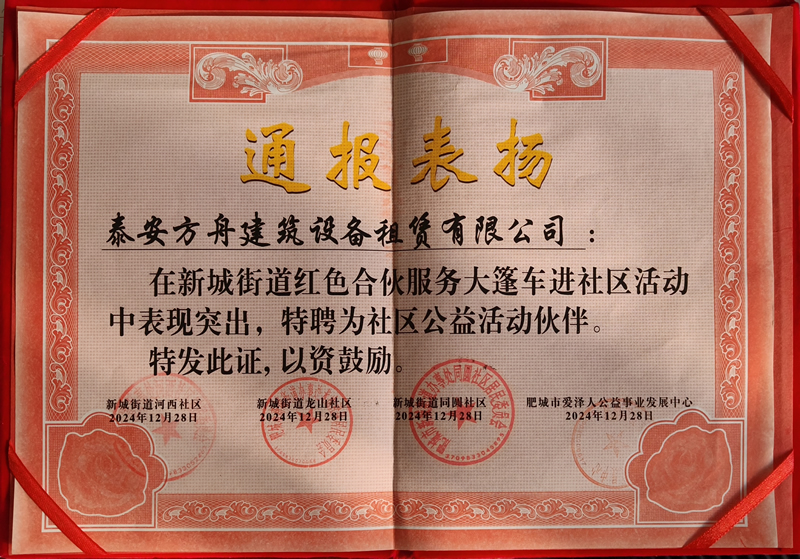 通报表扬
泰安方舟建筑设备租赁有限公司：
在新城街道红色合伙服务大篷车进社区活动
中表现突出，特聘为社区公益活动伙伴。
特发此证，以资鼓励。
新城街道河西社区
2024年12月28日
新城街道龙山社区
2024年12月28日
新城街道同圆社区
2024年12月28日
肥城市爱泽人公益事业发展中心
2024年12月28日